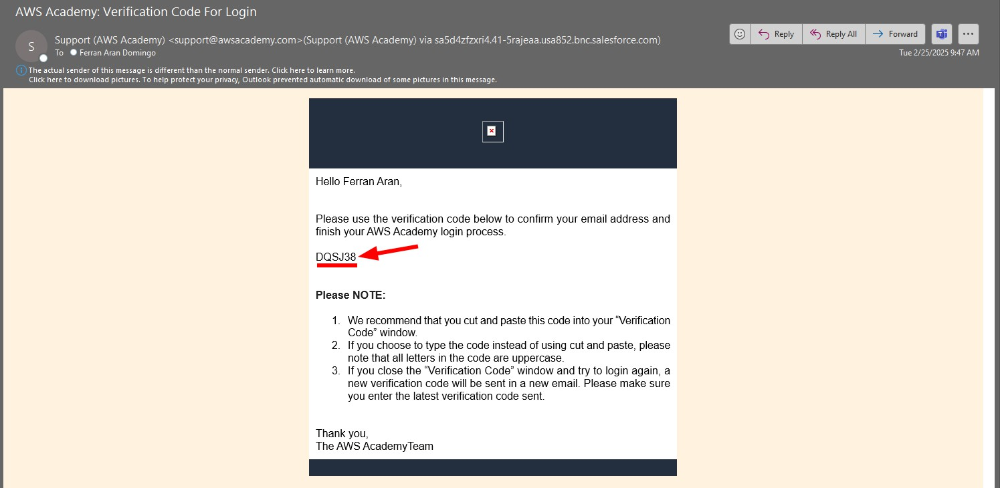 AWS Academy: Verification Code For Login
S
Support (AWS Academy) <support@awsacademy.com>(Support (AWS Academy) via sa5d4zfzxri4.41-5rajeaa.usa852.bnc.salesforce.com)
To Ferran Aran Domingo
Reply
Reply All
Forward
Tue 2/25/2025 9:47 AM
The actual sender of this message is different than the normal sender. Click here to learn more.
Click here to download pictures. To help protect your privacy, Outlook prevented automatic download of some pictures in this message.
Hello Ferran Aran,
Please use the verification code below to confirm your email address and
finish your AWS Academy login process.
DQSJ38
Please NOTE:
1. We recommend that you cut and paste this code into your “Verification
Code” window.
2. If you choose to type the code instead of using cut and paste, please
note that all letters in the code are uppercase.
3. If you close the “Verification Code” window and try to login again, a
new verification code will be sent in a new email. Please make sure
you enter the latest verification code sent.
Thank you,
The AWS AcademyTeam